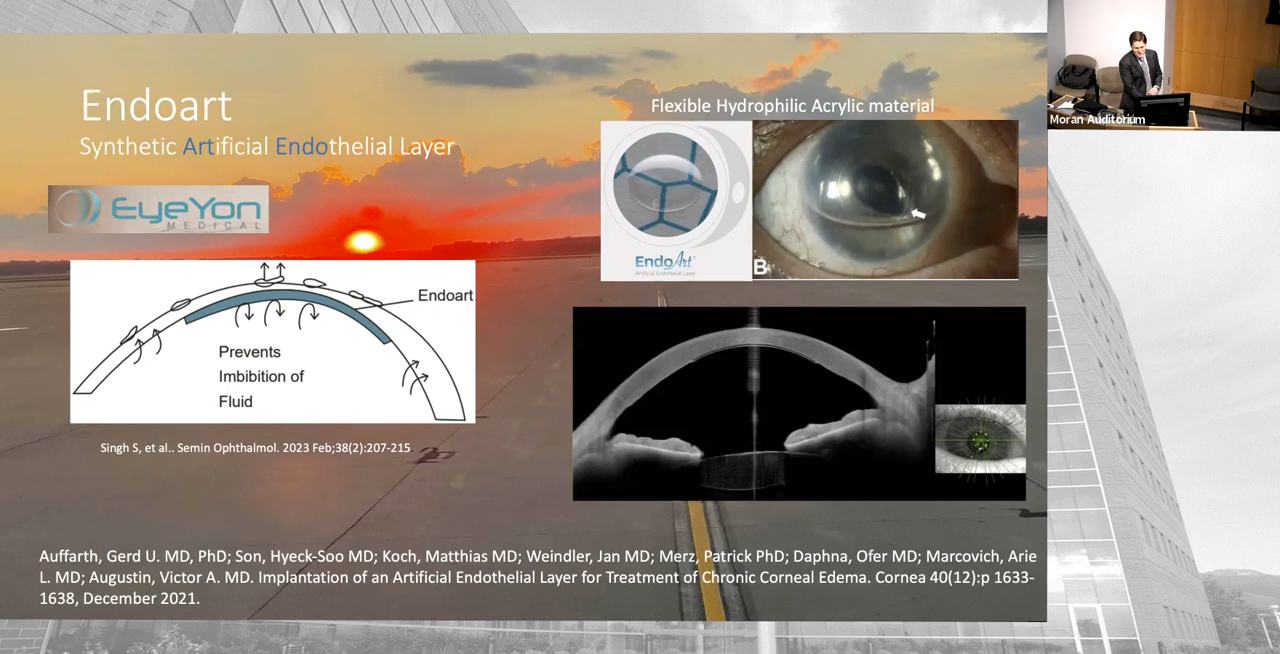 Endoart
Synthetic Artificial Endothelial Layer
EyeYon
MEDICAL
Endoart
Prevents
Imbibition of
Fluid
Singh S, et al.. Semin Ophthalmol. 2023 Feb;38(2):207-215
Flexible Hydrophilic Acrylic material
EndoArt
Artificial Endothelial Layer
B
Auffarth, Gerd U. MD, PhD; Son, Hyeck-Soo MD; Koch, Matthias MD; Weindler, Jan MD; Merz, Patrick PhD; Daphna, Ofer MD; Marcovich, Arie
L. MD; Augustin, Victor A. MD. Implantation of an Artificial Endothelial Layer for Treatment of Chronic Corneal Edema. Cornea 40(12):p 1633-
1638, December 2021.
Moran Auditorium